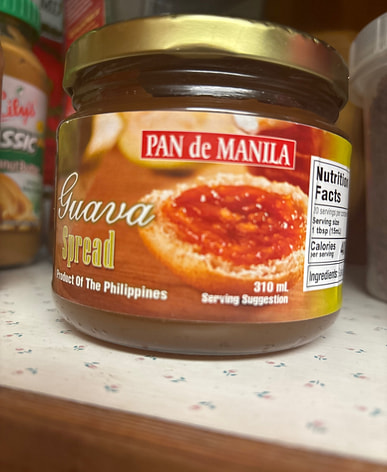 Lily's
PAN de MANILA
Guava
Spread
Product Of The Philippines
310 mL
Serving Suggestion
Nutrition
Facts
Serving size
1 tbsp (15mL)
Calories
per serving
Ingredients: